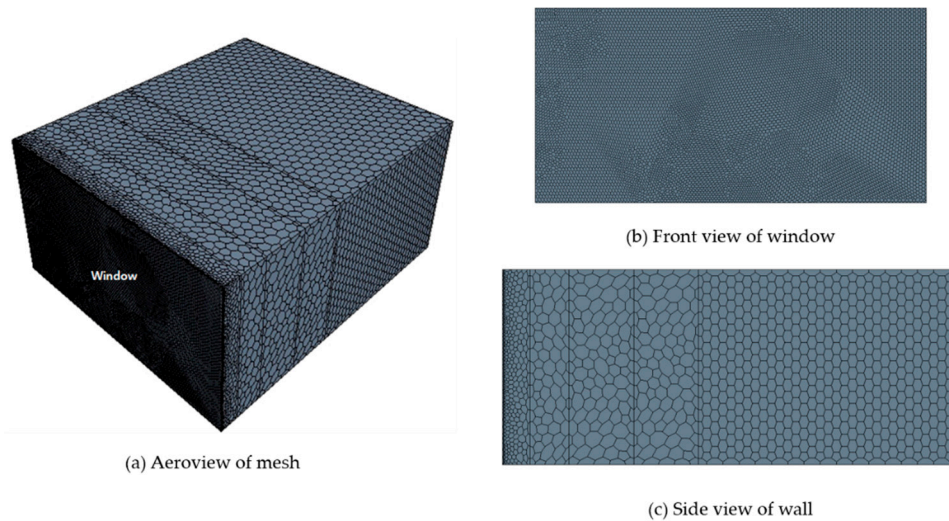 Window
(a) Aeroview of mesh
(b) Front view of window
(c) Side view of wall